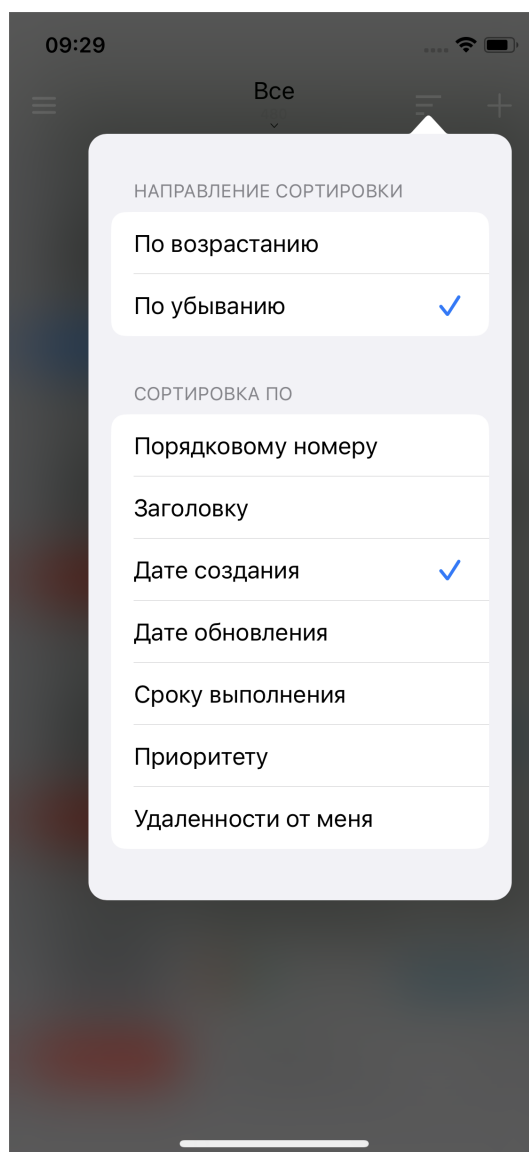 09:29
Все
НАПРАВЛЕНИЕ СОРТИРОВКИ
По возрастанию
По убыванию
СОРТИРОВКА ПО
Порядковому номеру
Заголовку
Дате создания
Дате обновления
Сроку выполнения
Приоритету
Удаленности от меня